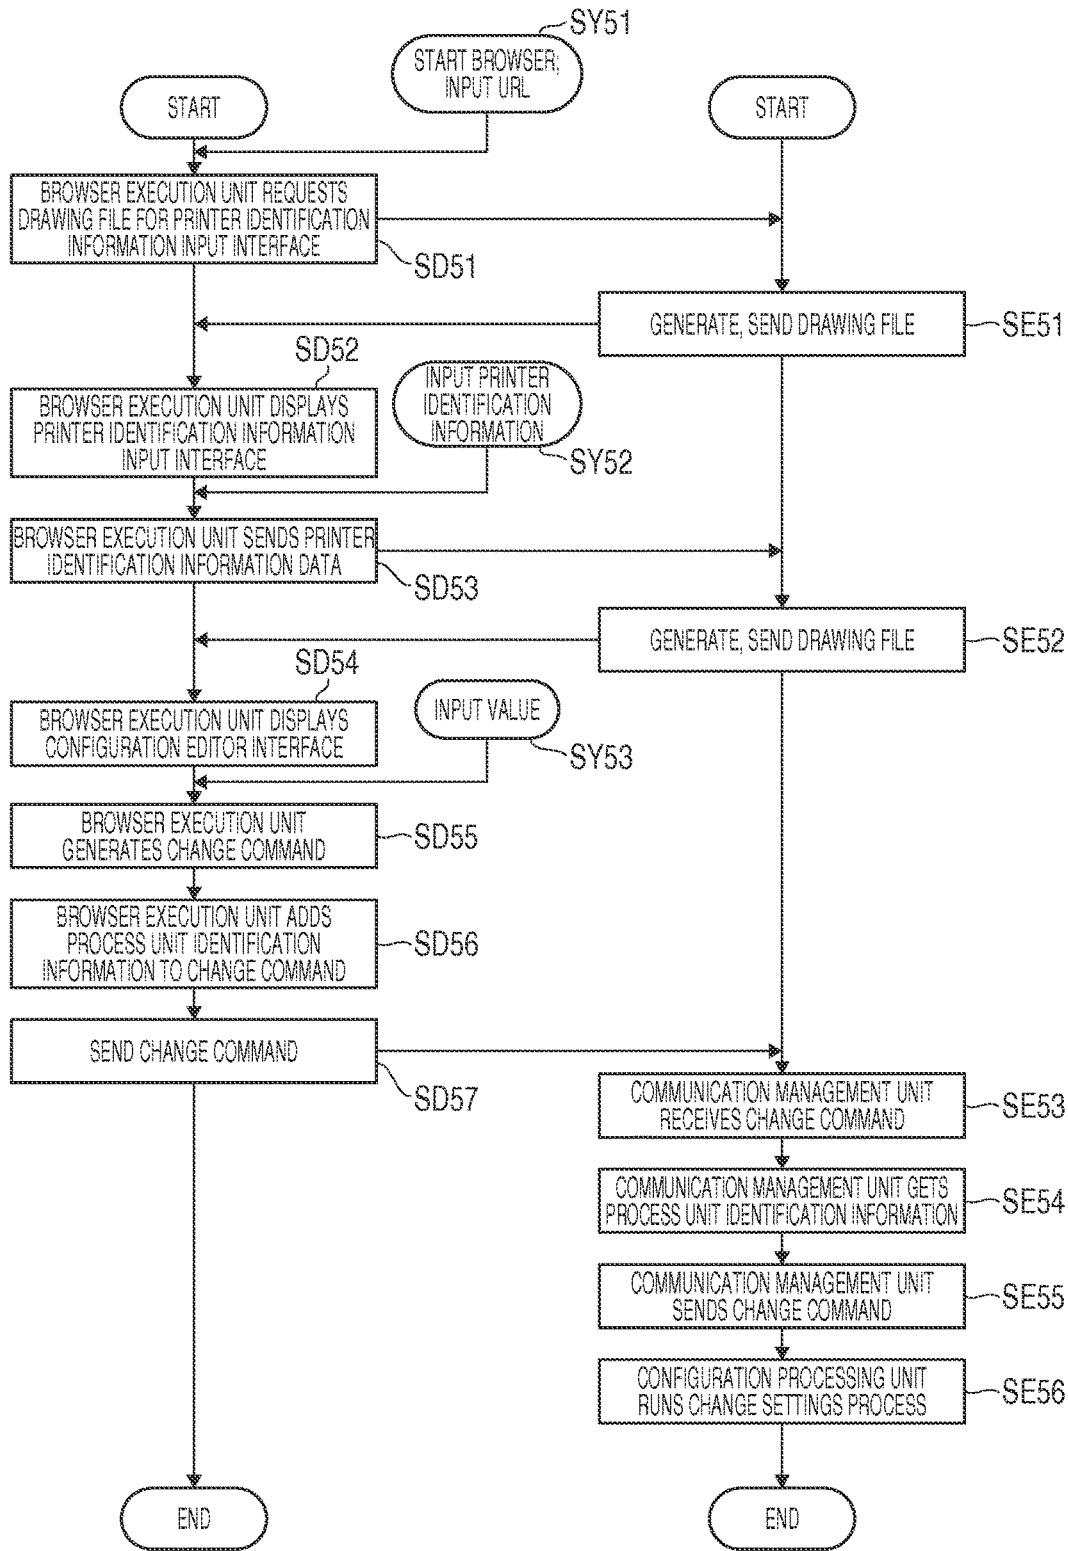 SY51
START BROWSER;
INPUT URL
START
START
BROWSER EXECUTION UNIT REQUESTS
DRAWING FILE FOR PRINTER IDENTIFICATION
INFORMATION INPUT INTERFACE
SD51
GENERATE, SEND DRAWING FILE
SE51
SD52
BROWSER EXECUTION UNIT DISPLAYS
PRINTER IDENTIFICATION INFORMATION
INPUT INTERFACE
INPUT PRINTER
IDENTIFICATION
INFORMATION
SY52
BROWSER EXECUTION UNIT SENDS PRINTER
IDENTIFICATION INFORMATION DATA
SD53
GENERATE, SEND DRAWING FILE
SE52
SD54
BROWSER EXECUTION UNIT DISPLAYS
CONFIGURATION EDITOR INTERFACE
INPUT VALUE
SY53
BROWSER EXECUTION UNIT
GENERATES CHANGE COMMAND
SD55
BROWSER EXECUTION UNIT ADDS
PROCESS UNIT IDENTIFICATION
INFORMATION TO CHANGE COMMAND
SD56
SEND CHANGE COMMAND
SD57
COMMUNICATION MANAGEMENT UNIT
RECEIVES CHANGE COMMAND
SE53
COMMUNICATION MANAGEMENT UNIT GETS
PROCESS UNIT IDENTIFICATION INFORMATION
SE54
COMMUNICATION MANAGEMENT UNIT
SENDS CHANGE COMMAND
SE55
CONFIGURATION PROCESSING UNIT
RUNS CHANGE SETTINGS PROCESS
SE56
END
END